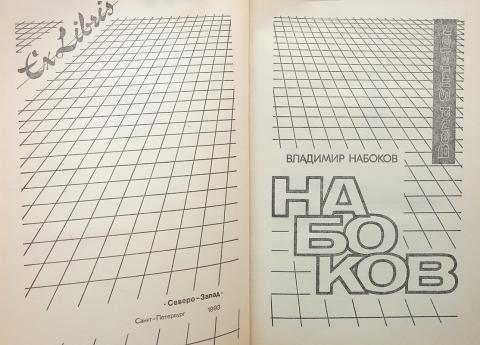 Ex Libris
· Северо-Запад ·
Санкт-Петербург 1993
Bend Sinister
ВЛАДИМИР НАБОКОВ
НА
БО
КОВ